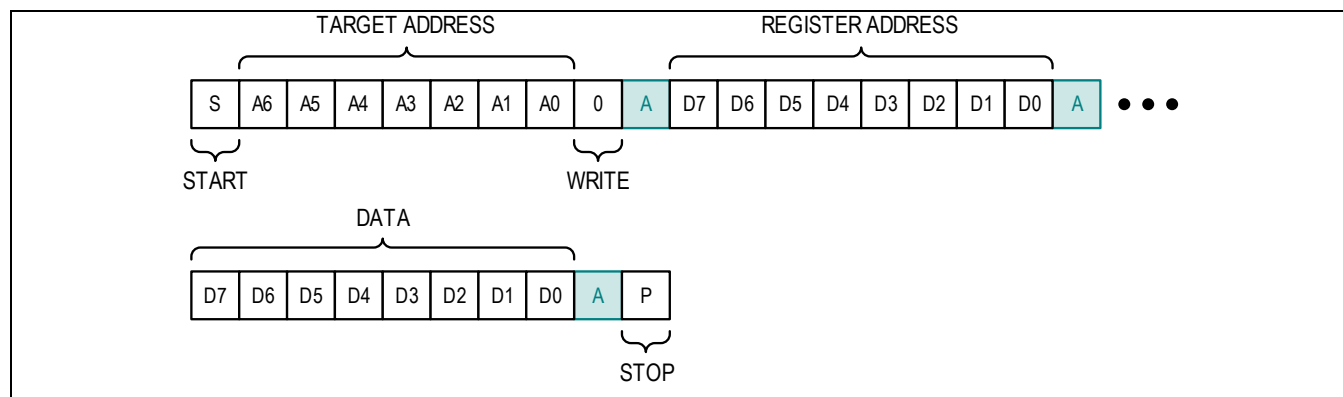 TARGET ADDRESS REGISTER ADDRESS
S A6 A5 A4 A3 A2 A1 A0 0 A D7 D6 D5 D4 D3 D2 D1 D0 A • • •
START WRITE
DATA
D7 D6 D5 D4 D3 D2 D1 D0 A P
STOP